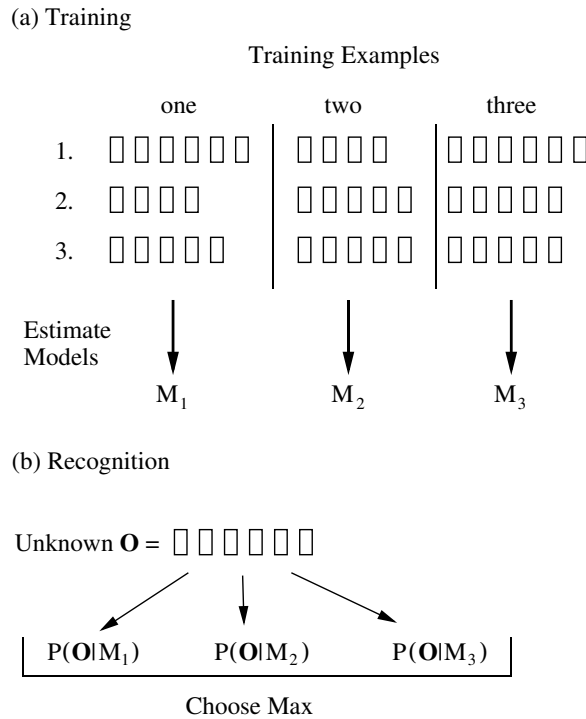 (a) Training
Training Examples
one two three
1.
2.
3.
Estimate
Models
M₁ M₂ M₃
(b) Recognition
Unknown O =
P(O|M₁) P(O|M₂) P(O|M₃)
Choose Max